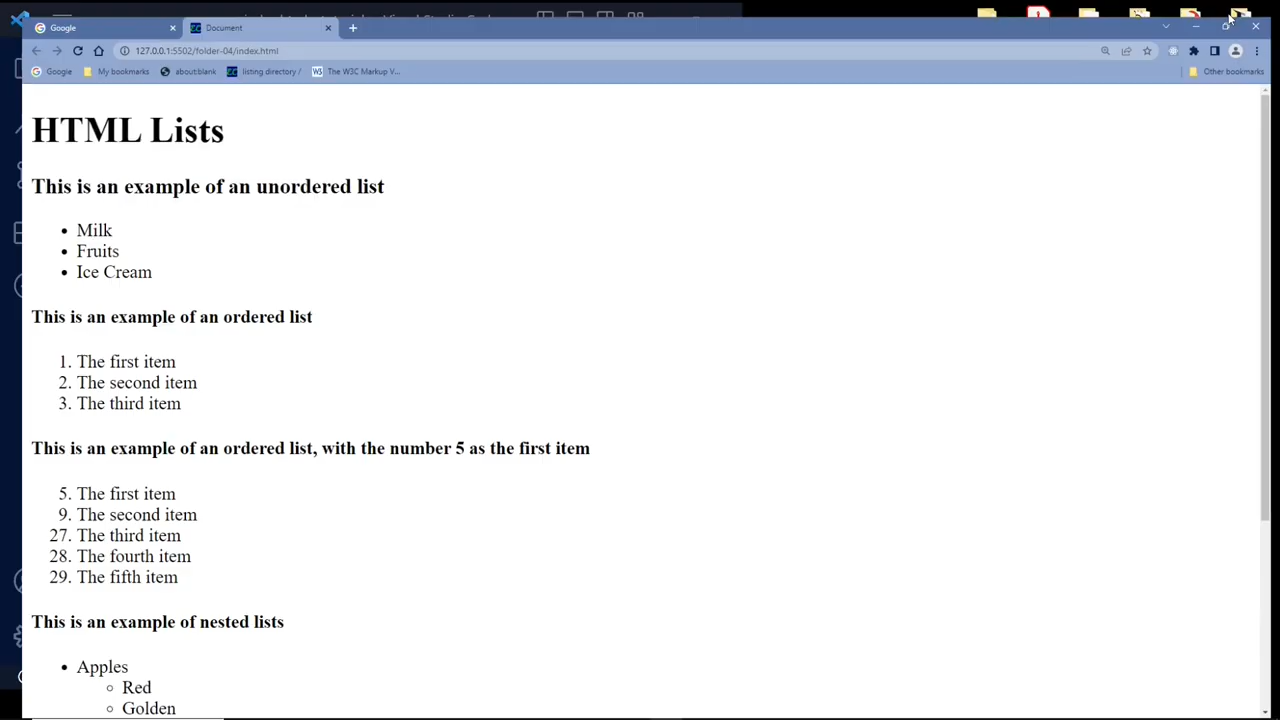 Google
Document
127.0.0.1:5502/folder-04/index.html
Google
My bookmarks
about:blank
listing directory /
The W3C Markup V...
Other bookmarks
HTML Lists
This is an example of an unordered list
• Milk
• Fruits
• Ice Cream
This is an example of an ordered list
1. The first item
2. The second item
3. The third item
This is an example of an ordered list, with the number 5 as the first item
5. The first item
9. The second item
27. The third item
28. The fourth item
29. The fifth item
This is an example of nested lists
• Apples
○ Red
○ Golden